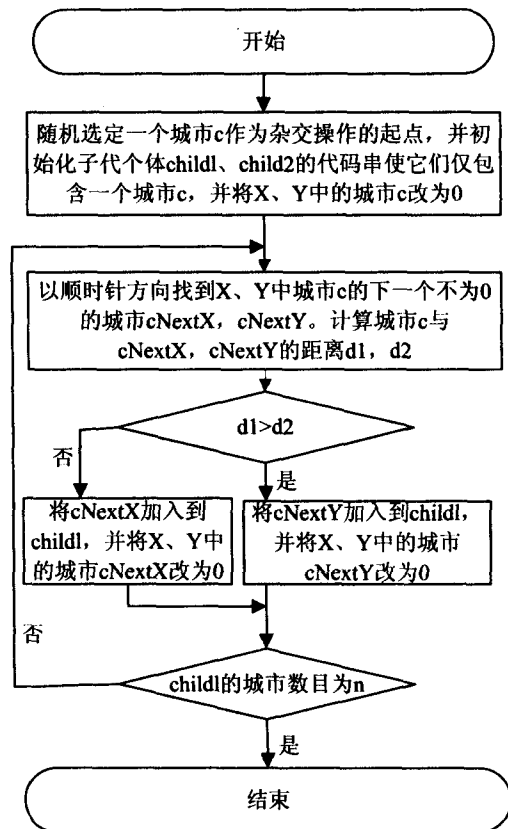 开始
随机选定一个城市c作为杂交操作的起点，并初
始化子代个体childl、child2的代码串使它们仅包
含一个城市c，并将X、Y中的城市c改为0
以顺时针方向找到X、Y中城市c的下一个不为0
的城市cNextX，cNextY。计算城市c与
cNextX，cNextY的距离d1，d2
d1>d2
否
是
将cNextX加入到
childl，并将X、Y中
的城市cNextX改为0
将cNextY加入到childl，
并将X、Y中的城市
cNextY改为0
否
childl的城市数目为n
是
结束